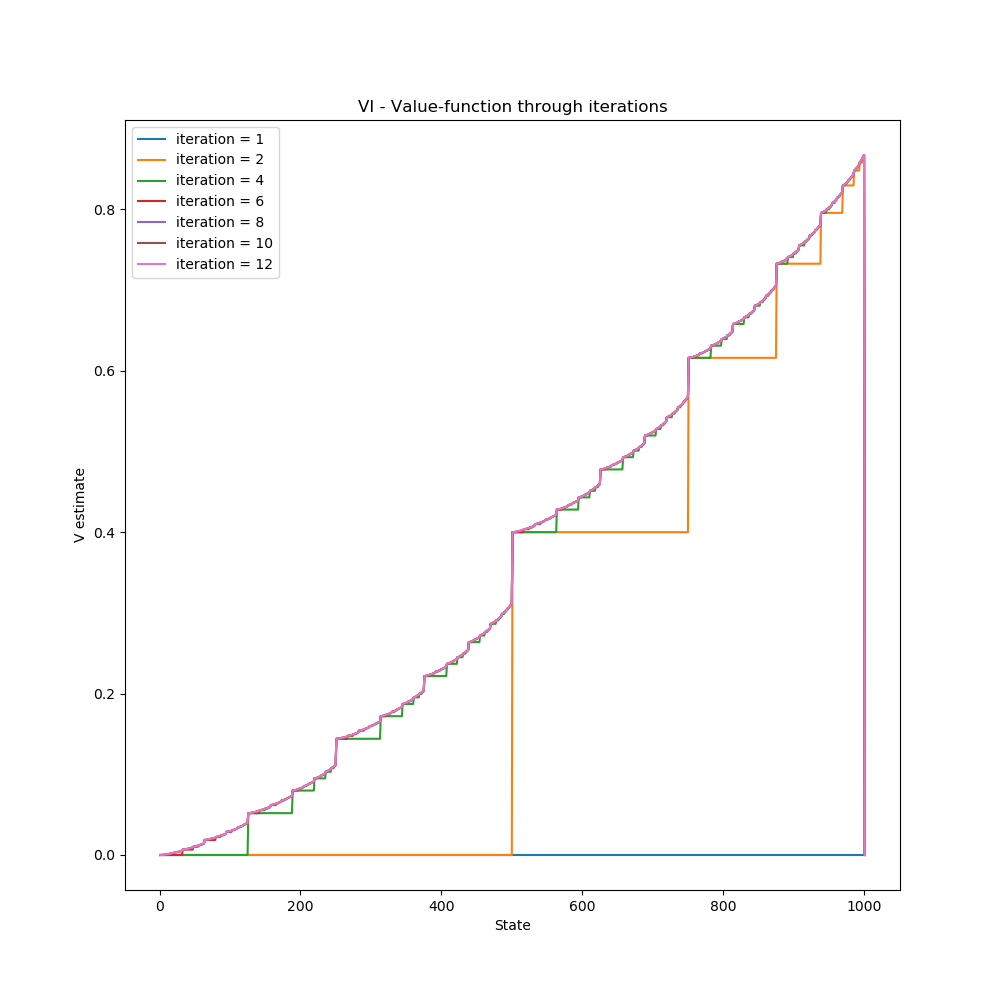 VI - Value-function through iterations
iteration = 1
iteration = 2
iteration = 4
iteration = 6
iteration = 8
iteration = 10
iteration = 12
0.8
0.6
0.4
0.2
0.0
V estimate
0 200 400 600 800 1000
State